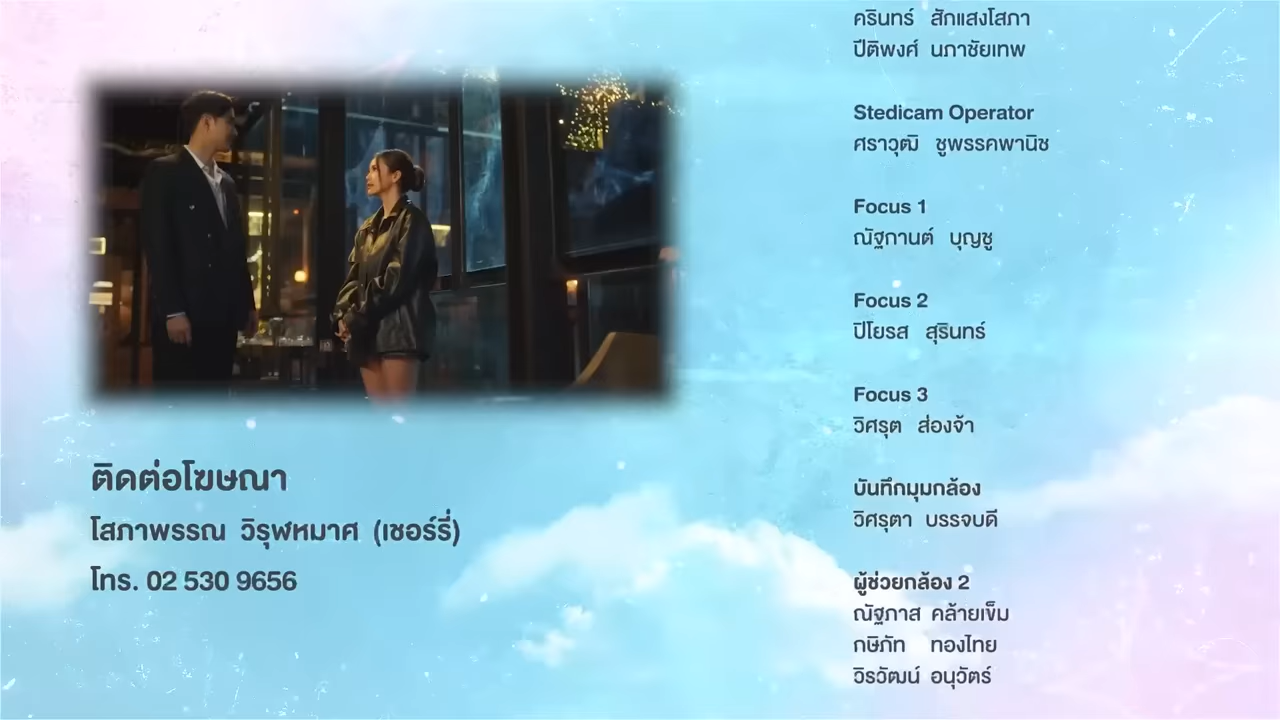 ติดต่อโฆษณา
โสภาพรรณ วิรุฬหมาศ (เชอร์รี่)
โทร. 02 530 9656
ครินทร์ สักแสงโสภา
ปีติพงศ์ นภาชัยเทพ
Stedicam Operator
ศราวุฒิ ชูพรรคพานิช
Focus 1
ณัฐกานต์ บุญชู
Focus 2
ปิโยรส สุรินทร์
Focus 3
วิศรุต ส่องจ้า
บันทึกมุมกล้อง
วิศรุตา บรรจบดี
ผู้ช่วยกล้อง 2
ณัฐภาส คล้ายเข็ม
กษิภัท ทองไทย
วิรวัฒน์ อนุวัตร์